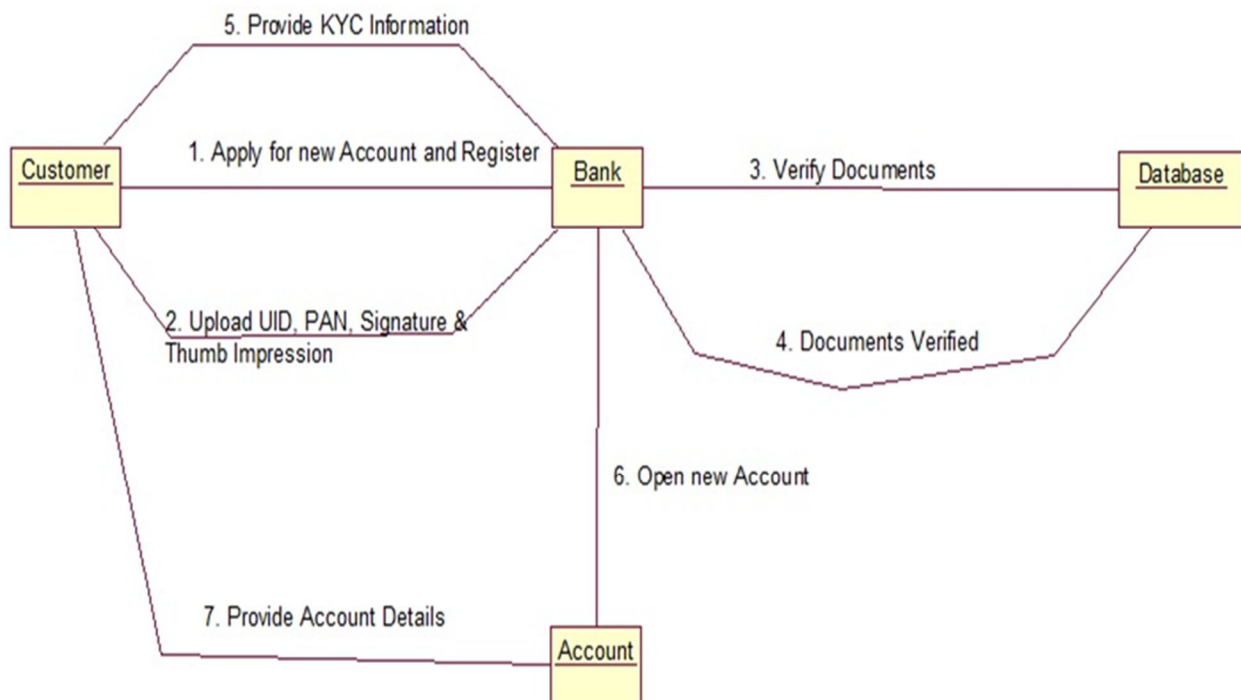 5. Provide KYC Information
Customer
1. Apply for new Account and Register
Bank
3. Verify Documents
Database
2. Upload UID, PAN, Signature &
Thumb Impression
4. Documents Verified
6. Open new Account
7. Provide Account Details
Account